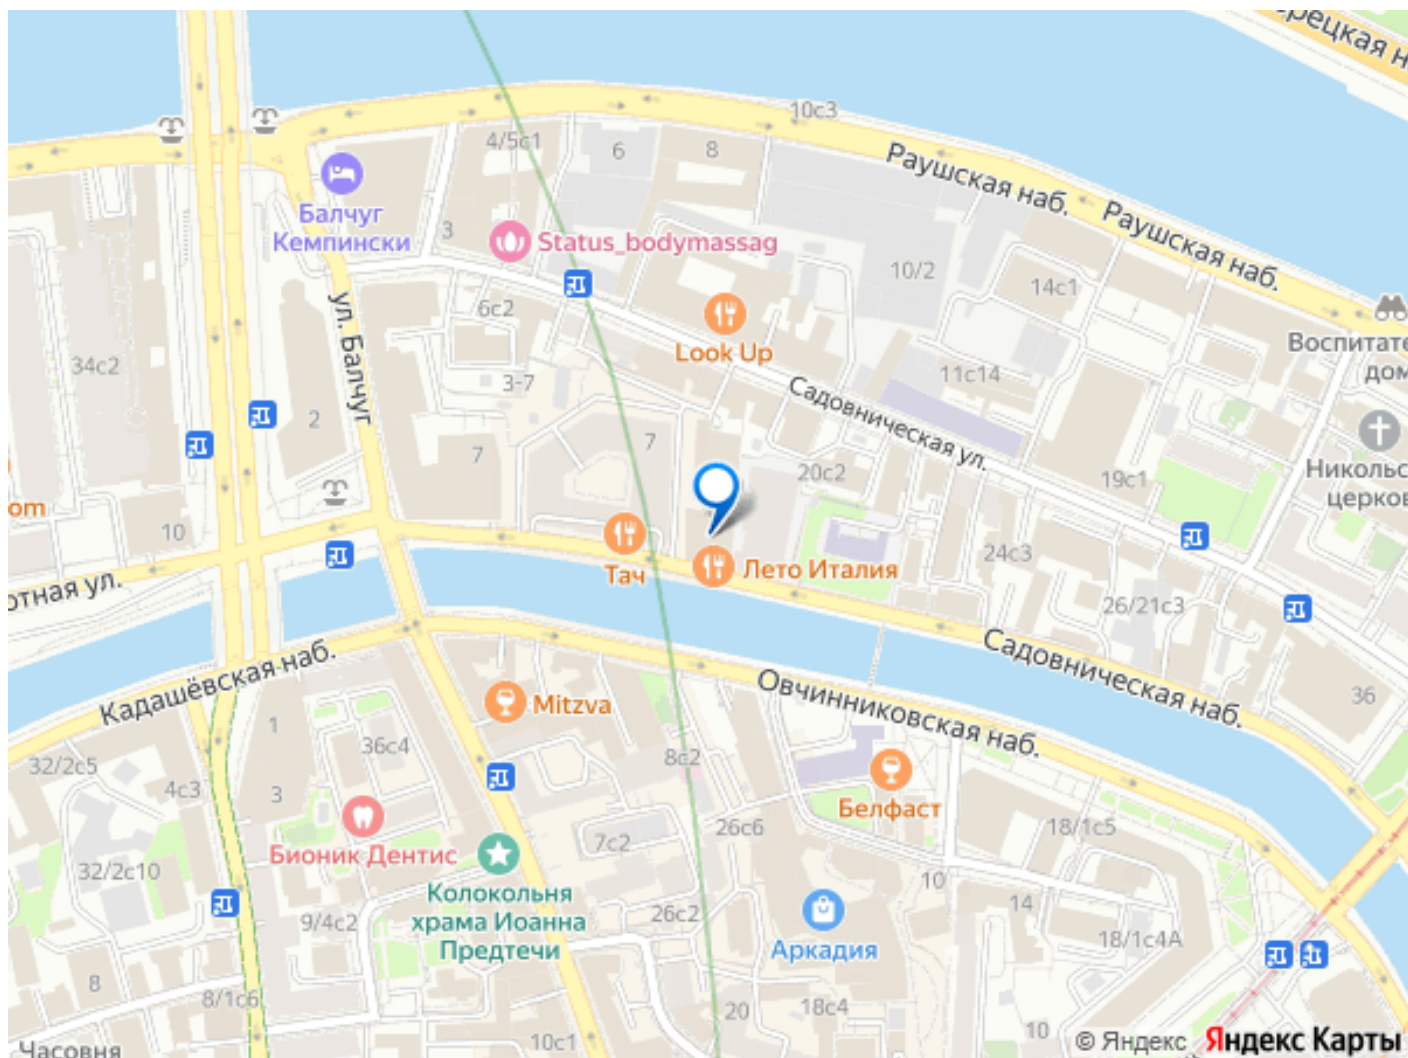 рецкая н
10с3
4/5с1
6
8
Раушская наб.
Раушская наб.
Балчуг
Кемпински
3
Status_bodymassag
10/2
14с1
6с2
Look Up
Воспитате
дом
ул. Балчуг
34с2
3-7
11с14
Садовническая ул.
2
7
7
20с2
19с1
Никольс
церков
om
10
24с3
Тач
Лето Италия
отная ул.
26/21с3
Садовническая наб.
Кадашёвская наб.
Овчинниковская наб.
36
Mitzva
1
36с4
32/2с5
4с3
3
8с2
Белфаст
7с2
26с6
18/1с5
Бионик Дентис
32/2с10
Колокольня
храма Иоанна
Предтечи
9/4с2
26с2
10
14
Аркадия
18/1с4А
8
8/1с6
20
18с4
10
10с1
Часовня
© Яндекс Яндекс Карты